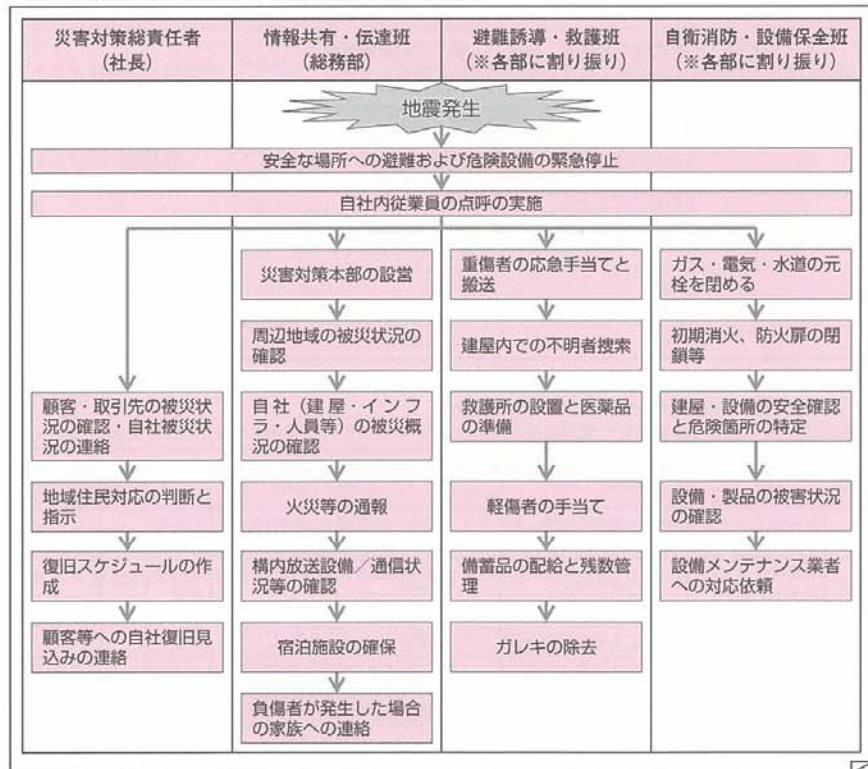 災害対策総責任者
（社長）
情報共有・伝達班
（総務部）
避難誘導・救護班
（※各部に割り振り）
自衛消防・設備保全班
（※各部に割り振り）
地震発生
安全な場所への避難および危険設備の緊急停止
自社内従業員の点呼の実施
顧客・取引先の被災状
況の確認・自社被災状
況の連絡
地域住民対応の判断と
指示
復旧スケジュールの作
成
顧客等への自社復旧見
込みの連絡
災害対策本部の設営
周辺地域の被災状況の
確認
自社（建屋・インフ
ラ・人員等）の被災概
況の確認
火災等の通報
構内放送設備／通信状
況等の確認
宿泊施設の確保
負傷者が発生した場合
の家族への連絡
重傷者の応急手当てと
搬送
建屋内での不明者捜索
救護所の設置と医薬品
の準備
軽傷者の手当て
備蓄品の配給と残数管
理
ガレキの除去
ガス・電気・水道の元
栓を閉める
初期消火、防火扉の閉
鎖等
建屋・設備の安全確認
と危険箇所の特定
設備・製品の被害状況
の確認
設備メンテナンス業者
への対応依頼